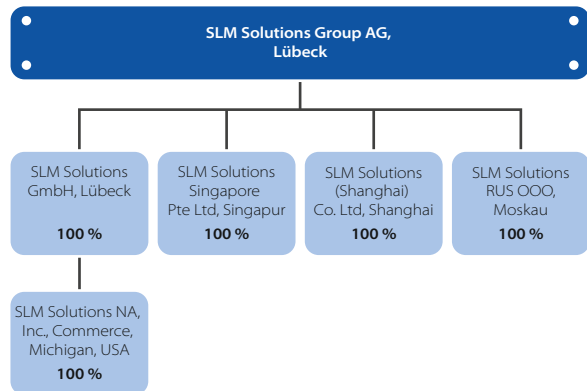 SLM Solutions Group AG,
Lübeck
SLM Solutions
GmbH, Lübeck
100 %
SLM Solutions
Singapore
Pte Ltd, Singapur
100 %
SLM Solutions
(Shanghai)
Co. Ltd, Shanghai
100 %
SLM Solutions
RUS OOO,
Moskau
100 %
SLM Solutions NA,
Inc., Commerce,
Michigan, USA
100 %